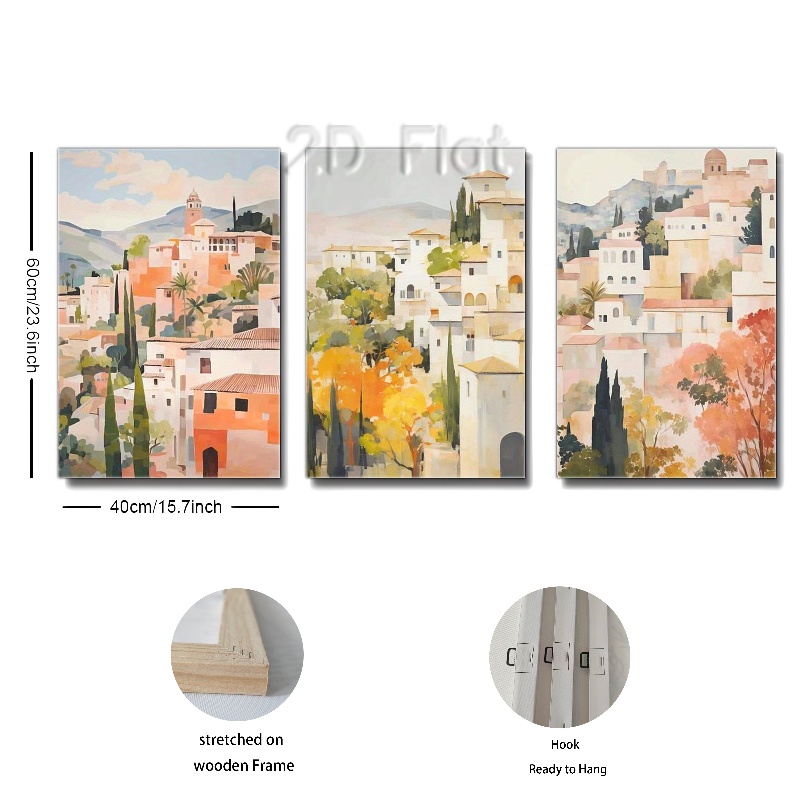 2D Flat
60cm/23.6inch
40cm/15.7inch
stretched on
wooden Frame
Hook
Ready to Hang